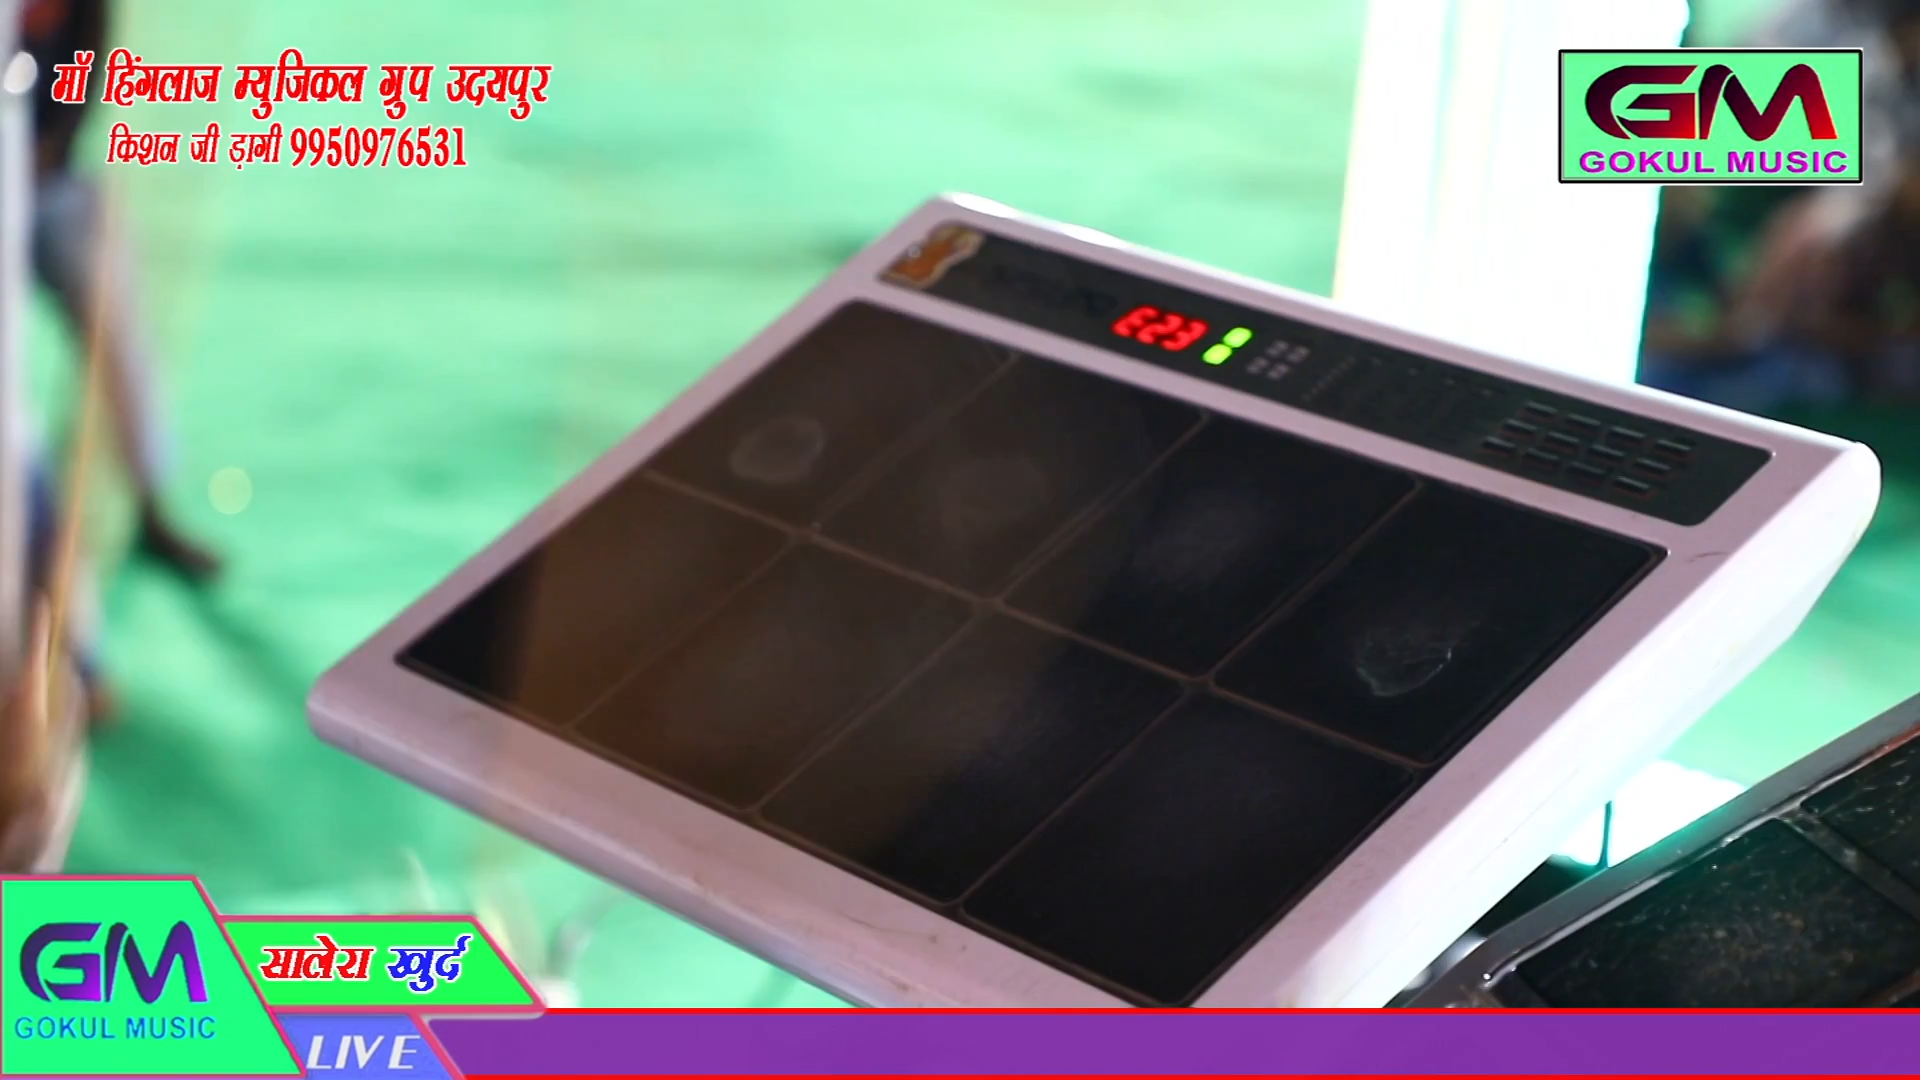 माँ हिंगलाज म्युजिकल ग्रुप उदयपुर
किशन जी ड़ागी 9950976531
GM
GOKUL MUSIC
E23
GM
GOKUL MUSIC
सालेरा खुर्द
LIVE